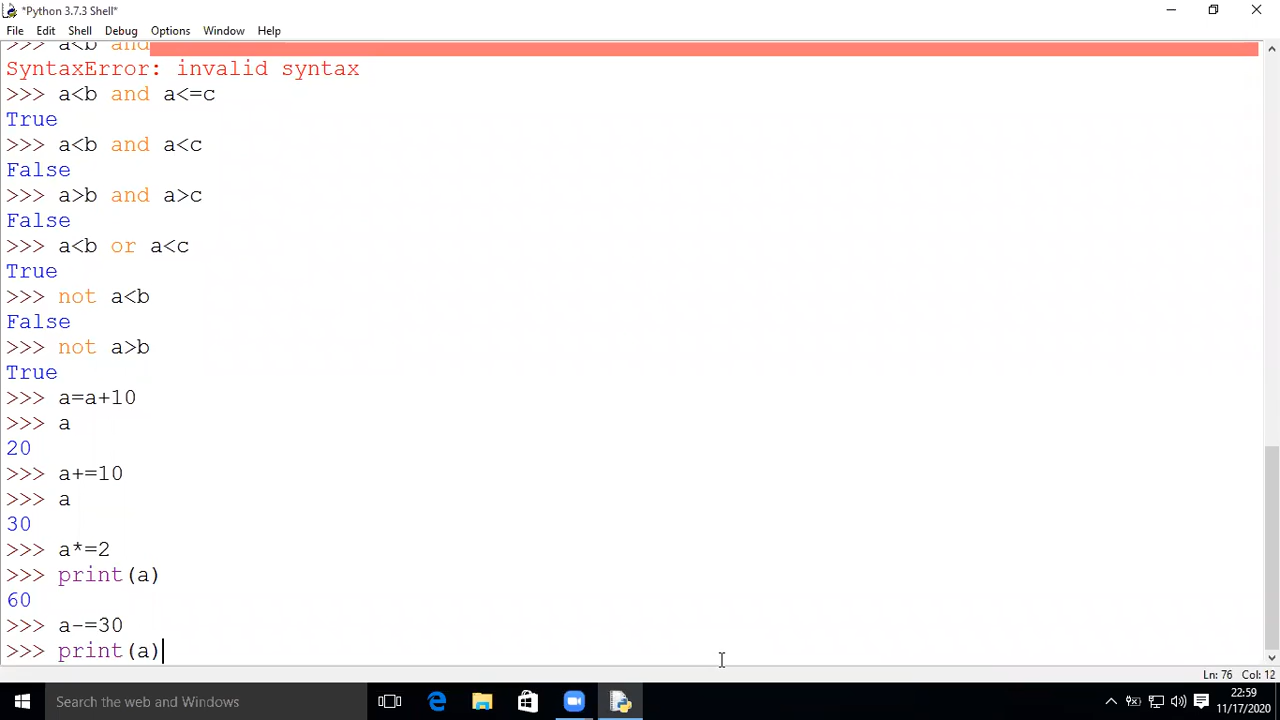 *Python 3.7.3 Shell*
File Edit Shell Debug Options Window Help
>>> a<b and
SyntaxError: invalid syntax
>>> a<b and a<=c
True
>>> a<b and a<c
False
>>> a>b and a>c
False
>>> a<b or a<c
True
>>> not a<b
False
>>> not a>b
True
>>> a=a+10
>>> a
20
>>> a+=10
>>> a
30
>>> a*=2
>>> print(a)
60
>>> a-=30
>>> print(a)
Ln: 76 Col: 12
Search the web and Windows
22:59
11/17/2020